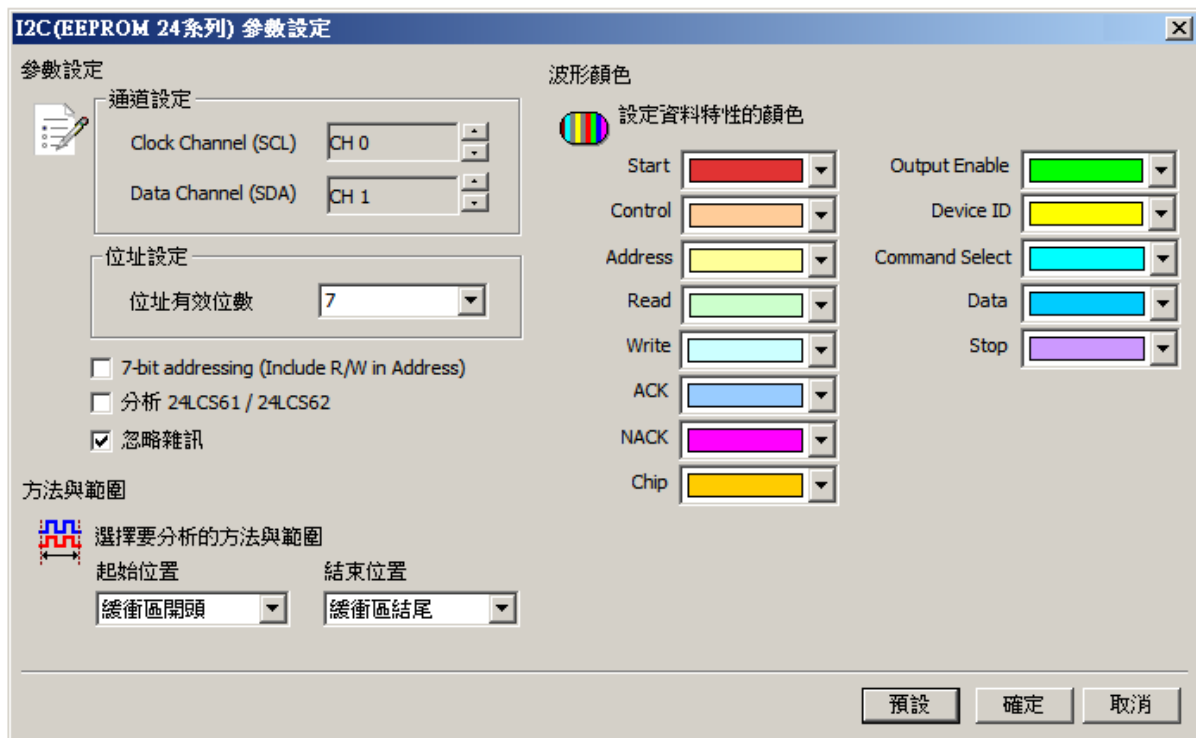 I2C(EEPROM 24系列) 參數設定
參數設定
通道設定
Clock Channel (SCL) CH 0
Data Channel (SDA) CH 1
位址設定
位址有效位數 7
7-bit addressing (Include R/W in Address)
分析 24LCS61 / 24LCS62
忽略雜訊
方法與範圍
選擇要分析的方法與範圍
起始位置 結束位置
緩衝區開頭 緩衝區結尾
波形顏色
設定資料特性的顏色
Start Output Enable
Control Device ID
Address Command Select
Read Data
Write Stop
ACK
NACK
Chip
預設 確定 取消